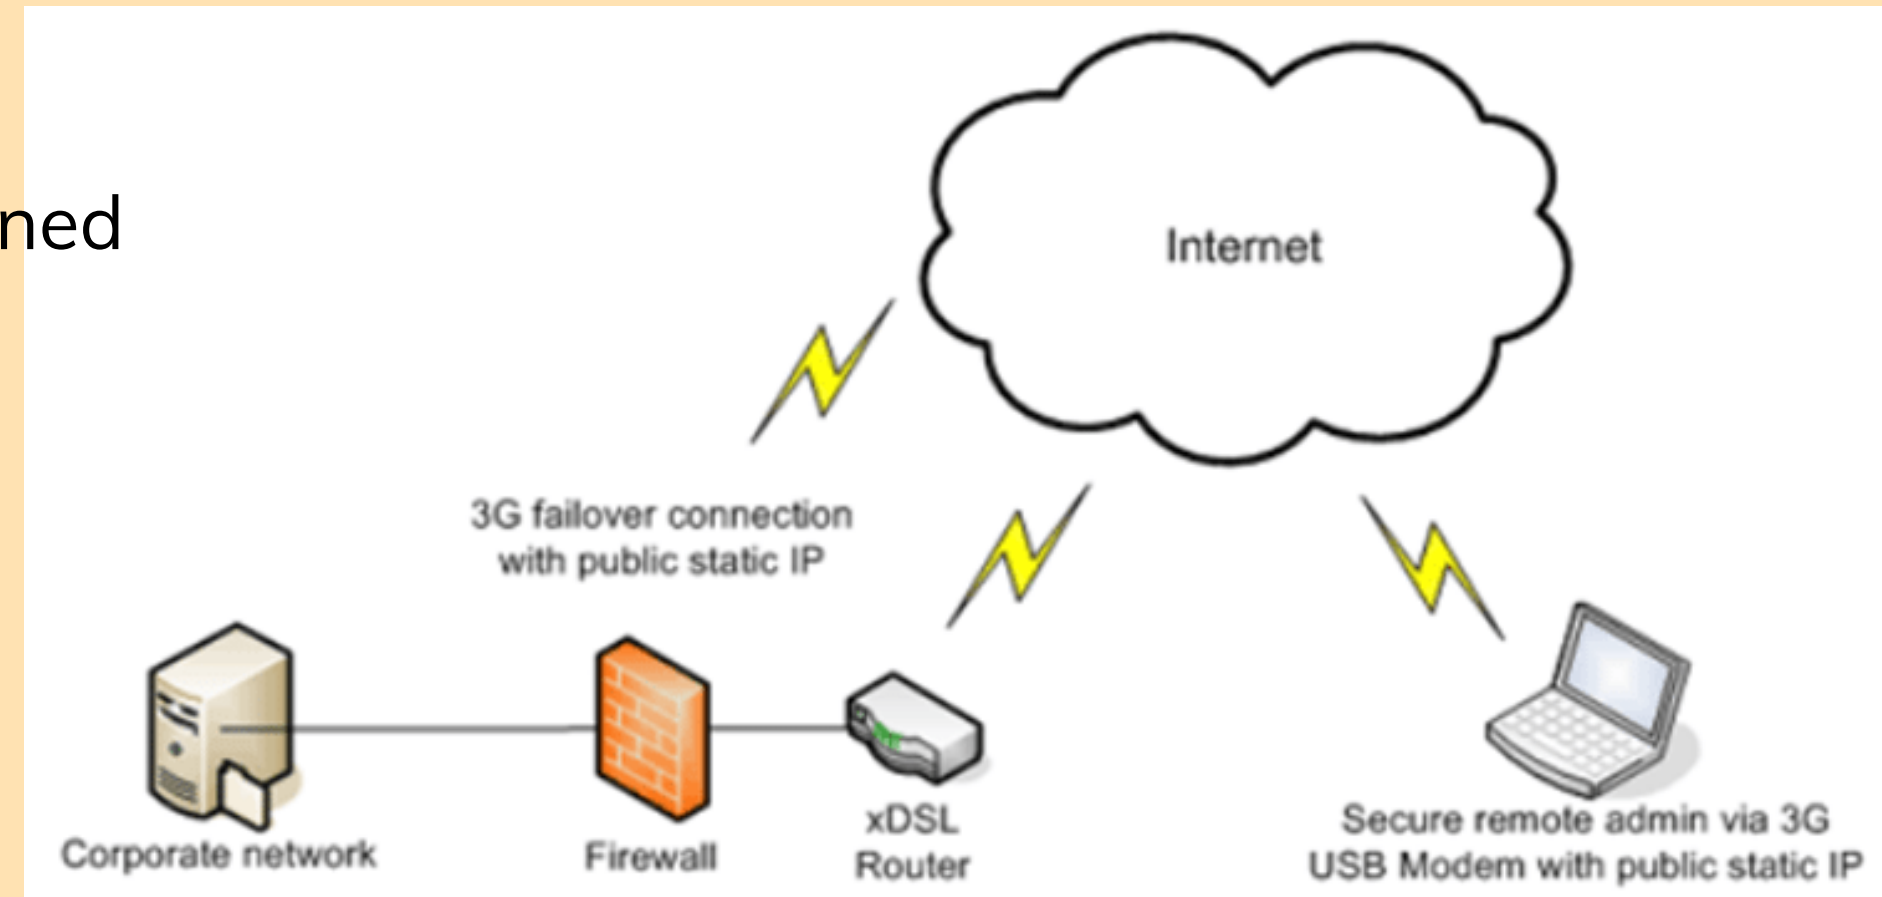 ned
Internet
3G failover connection
with public static IP
Corporate network
Firewall
xDSL
Router
Secure remote admin via 3G
USB Modem with public static IP